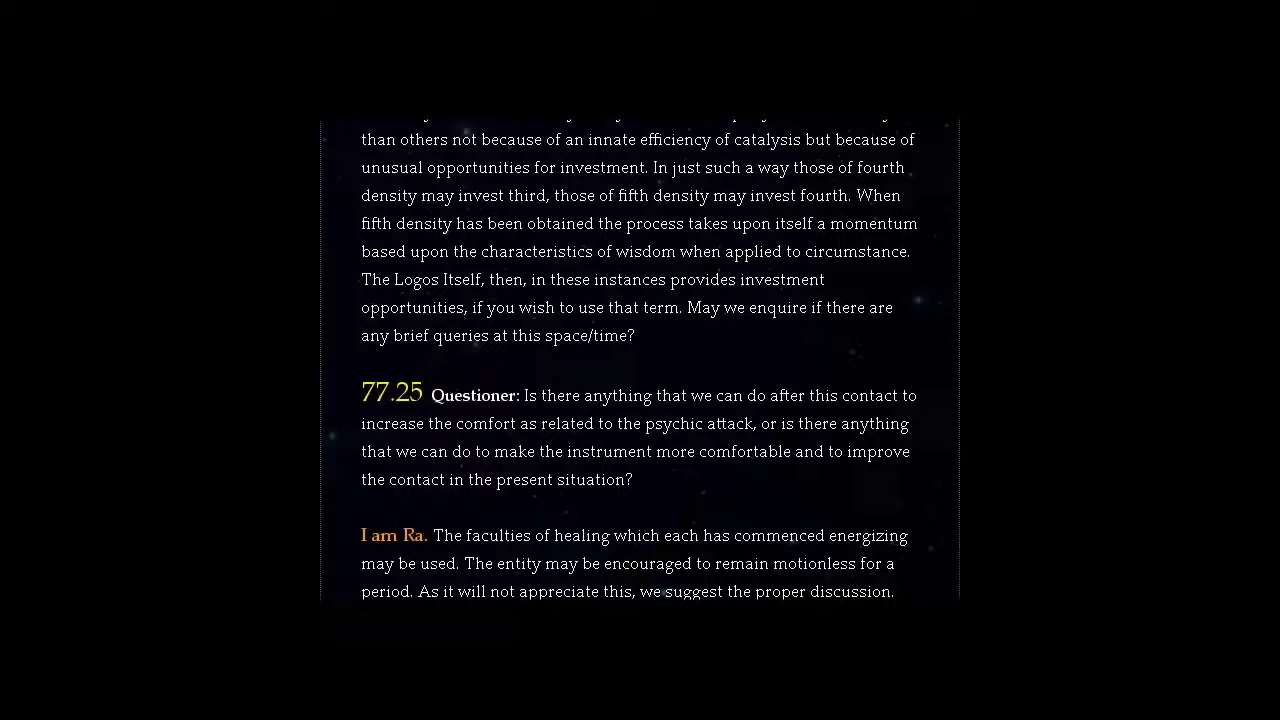 than others not because of an innate efficiency of catalysis but because of
unusual opportunities for investment. In just such a way those of fourth
density may invest third, those of fifth density may invest fourth. When
fifth density has been obtained the process takes upon itself a momentum
based upon the characteristics of wisdom when applied to circumstance.
The Logos Itself, then, in these instances provides investment
opportunities, if you wish to use that term. May we enquire if there are
any brief queries at this space/time?
77.25 Questioner: Is there anything that we can do after this contact to
increase the comfort as related to the psychic attack, or is there anything
that we can do to make the instrument more comfortable and to improve
the contact in the present situation?
I am Ra. The faculties of healing which each has commenced energizing
may be used. The entity may be encouraged to remain motionless for a
period. As it will not appreciate this, we suggest the proper discussion.